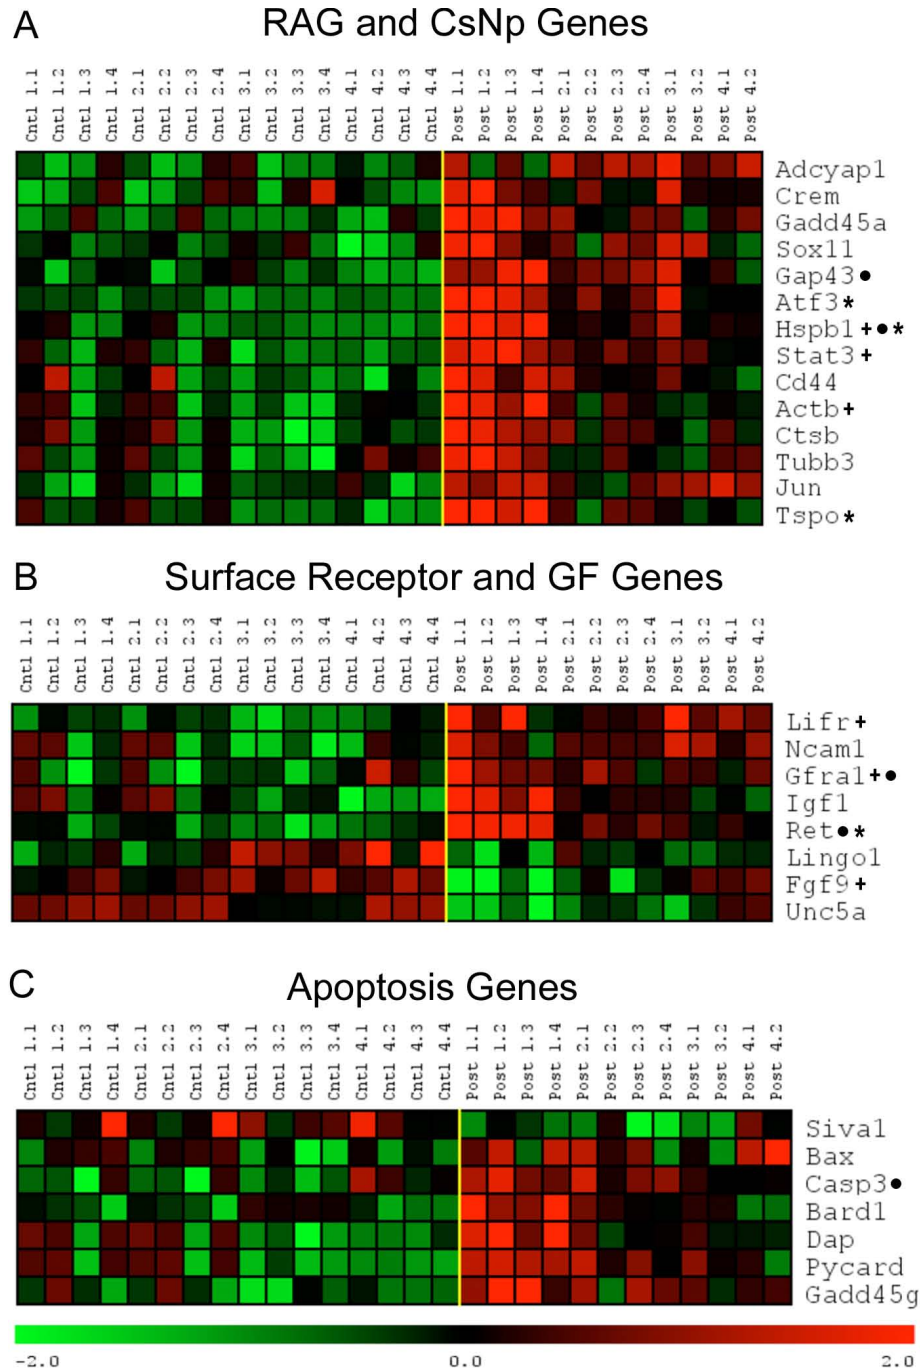 A
RAG and CsNp Genes
Cntl 1.1 Cntl 1.2 Cntl 1.3 Cntl 1.4 Cntl 2.1 Cntl 2.2 Cntl 2.3 Cntl 2.4 Cntl 3.1 Cntl 3.2 Cntl 3.3 Cntl 3.4 Cntl 4.1 Cntl 4.2 Cntl 4.3 Cntl 4.4 Post 1.1 Post 1.2 Post 1.3 Post 1.4 Post 2.1 Post 2.2 Post 2.3 Post 2.4 Post 3.1 Post 3.2 Post 4.1 Post 4.2
Adcyap1
Crem
Gadd45a
Sox11
Gap43●
Atf3*
Hspb1+●*
Stat3+
Cd44
Actb+
Ctsb
Tubb3
Jun
Tspo*
B
Surface Receptor and GF Genes
Cntl 1.1 Cntl 1.2 Cntl 1.3 Cntl 1.4 Cntl 2.1 Cntl 2.2 Cntl 2.3 Cntl 2.4 Cntl 3.1 Cntl 3.2 Cntl 3.3 Cntl 3.4 Cntl 4.1 Cntl 4.2 Cntl 4.3 Cntl 4.4 Post 1.1 Post 1.2 Post 1.3 Post 1.4 Post 2.1 Post 2.2 Post 2.3 Post 2.4 Post 3.1 Post 3.2 Post 4.1 Post 4.2
Lifr+
Ncam1
Gfra1+●
Igf1
Ret●*
Lingo1
Fgf9+
Unc5a
C
Apoptosis Genes
Cntl 1.1 Cntl 1.2 Cntl 1.3 Cntl 1.4 Cntl 2.1 Cntl 2.2 Cntl 2.3 Cntl 2.4 Cntl 3.1 Cntl 3.2 Cntl 3.3 Cntl 3.4 Cntl 4.1 Cntl 4.2 Cntl 4.3 Cntl 4.4 Post 1.1 Post 1.2 Post 1.3 Post 1.4 Post 2.1 Post 2.2 Post 2.3 Post 2.4 Post 3.1 Post 3.2 Post 4.1 Post 4.2
Siva1
Bax
Casp3●
Bard1
Dap
Pycard
Gadd45g
-2.0 0.0 2.0